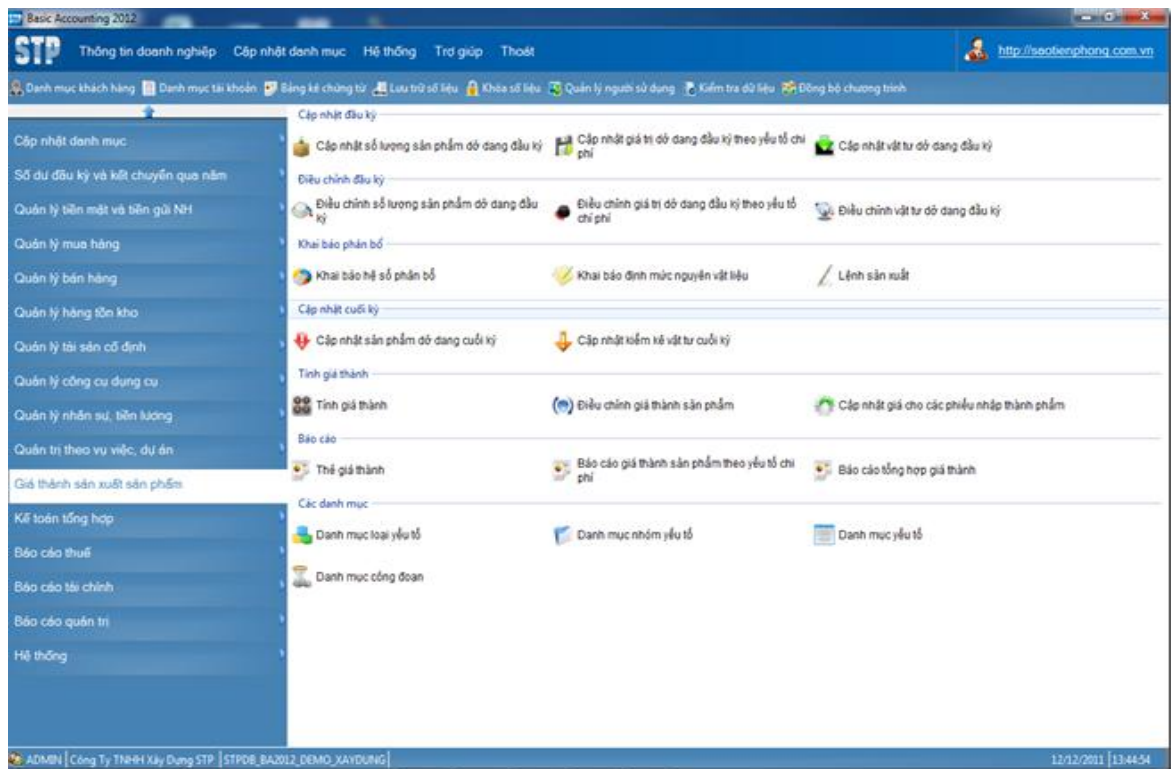 Basic Accounting 2012
STP Thông tin doanh nghiệp Cập nhật danh mục Hệ thống Trợ giúp Thoát http://saotienphong.com.vn
Danh mục khách hàng Danh mục tài khoản Bảng kê chứng từ Lưu trữ số liệu Khóa số liệu Quản lý người sử dụng Kiểm tra dữ liệu Đồng bộ chương trình
Cập nhật danh mục
Số dư đầu kỳ và kết chuyển qua năm
Quản lý tiền mặt và tiền gửi NH
Quản lý mua hàng
Quản lý bán hàng
Quản lý hàng tồn kho
Quản lý tài sản cố định
Quản lý công cụ dụng cụ
Quản lý nhân sự, tiền lương
Quản trị theo vụ việc, dự án
Giá thành sản xuất sản phẩm
Kế toán tổng hợp
Báo cáo thuế
Báo cáo tài chính
Báo cáo quản trị
Hệ thống
Cập nhật đầu kỳ
Cập nhật số lượng sản phẩm dở dang đầu kỳ
Cập nhật giá trị dở dang đầu kỳ theo yếu tố chi
phí
Cập nhật vật tư dở dang đầu kỳ
Điều chỉnh đầu kỳ
Điều chỉnh số lượng sản phẩm dở dang đầu
kỳ
Điều chỉnh giá trị dở dang đầu kỳ theo yếu tố
chi phí
Điều chỉnh vật tư dở dang đầu kỳ
Khai báo phân bổ
Khai báo hệ số phân bổ
Khai báo định mức nguyên vật liệu
Lệnh sản xuất
Cập nhật cuối kỳ
Cập nhật sản phẩm dở dang cuối kỳ
Cập nhật kiểm kê vật tư cuối kỳ
Tính giá thành
Tính giá thành
Điều chỉnh giá thành sản phẩm
Cập nhật giá cho các phiếu nhập thành phẩm
Báo cáo
Thẻ giá thành
Báo cáo giá thành sản phẩm theo yếu tố chi
phí
Báo cáo tổng hợp giá thành
Các danh mục
Danh mục loại yếu tố
Danh mục nhóm yếu tố
Danh mục yếu tố
Danh mục công đoạn
ADMIN Công Ty TNHH Xây Dựng STP STPDB_BA2012_DEMO_XAYDUNG 12/12/2011 13:44:54